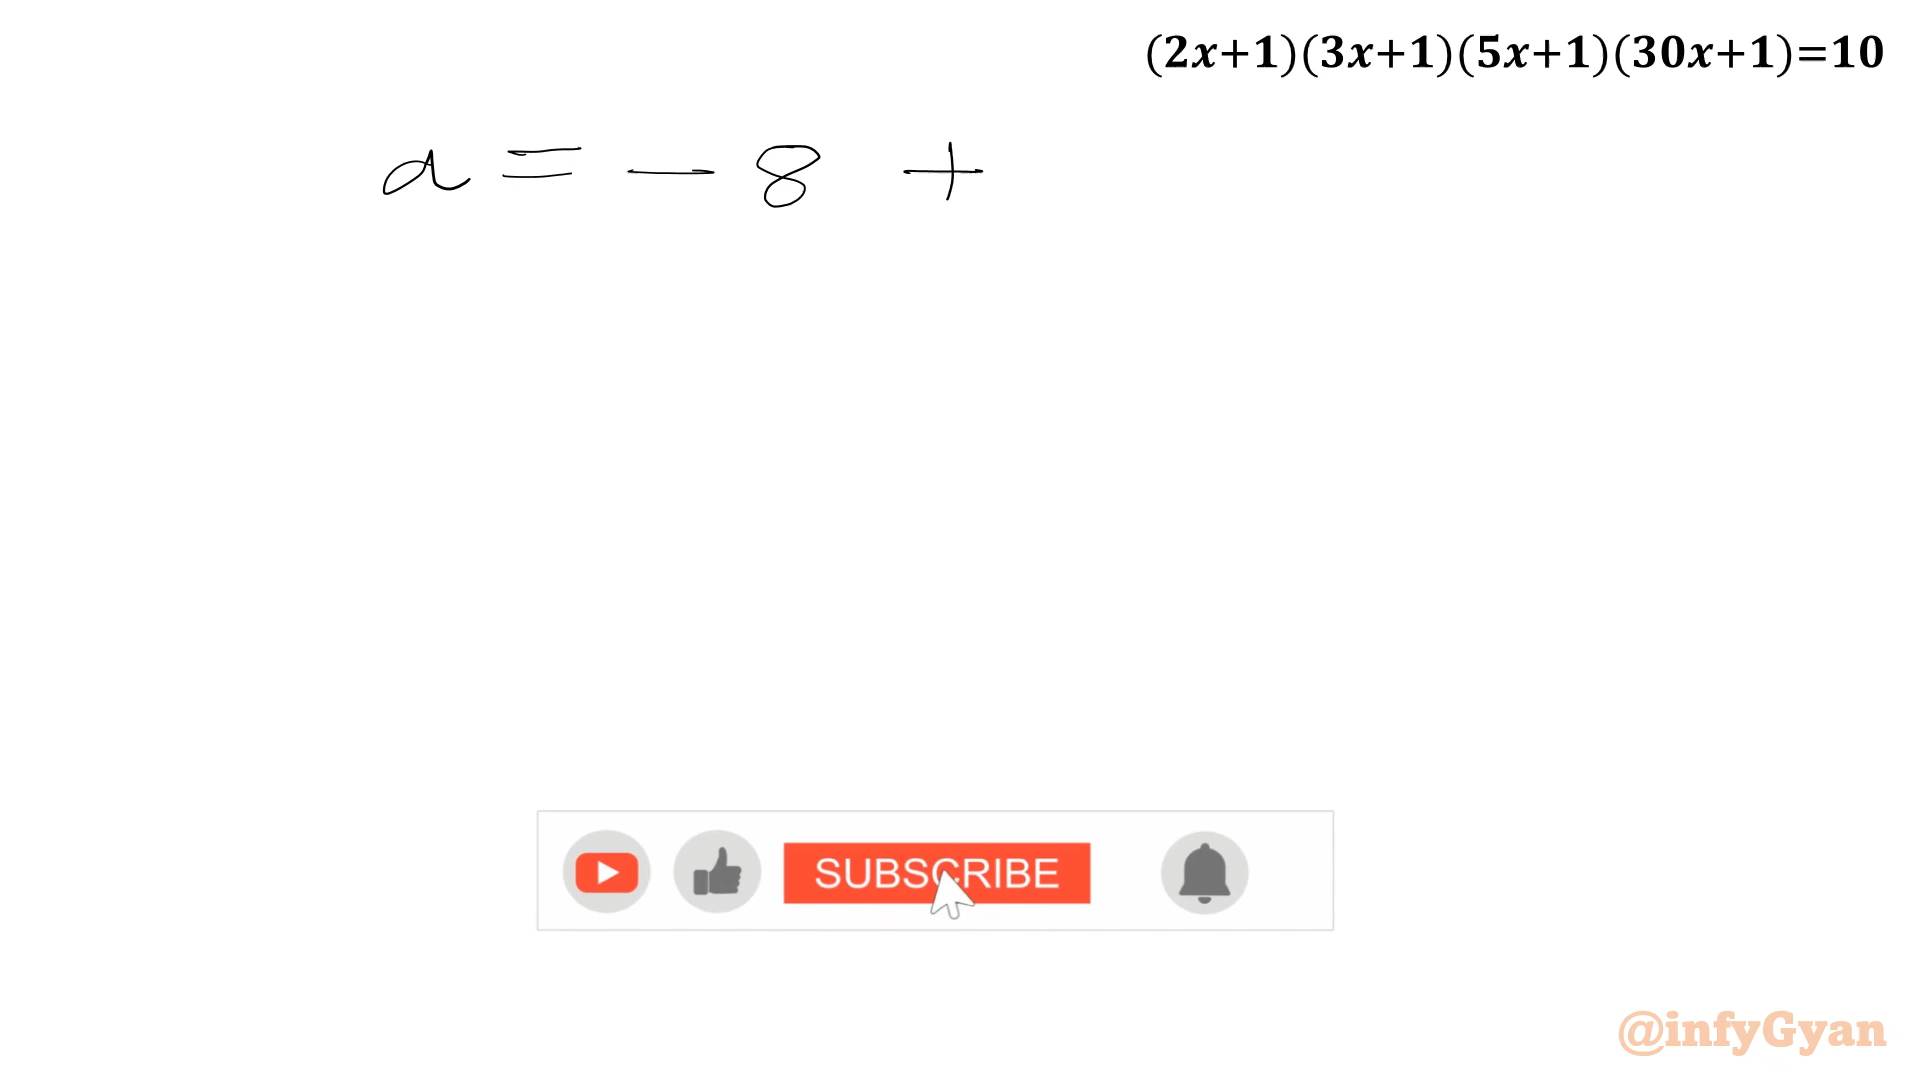 (2x+1)(3x+1)(5x+1)(30x+1)=10
a = - 8 +
SUBSCRIBE
@infyGyan